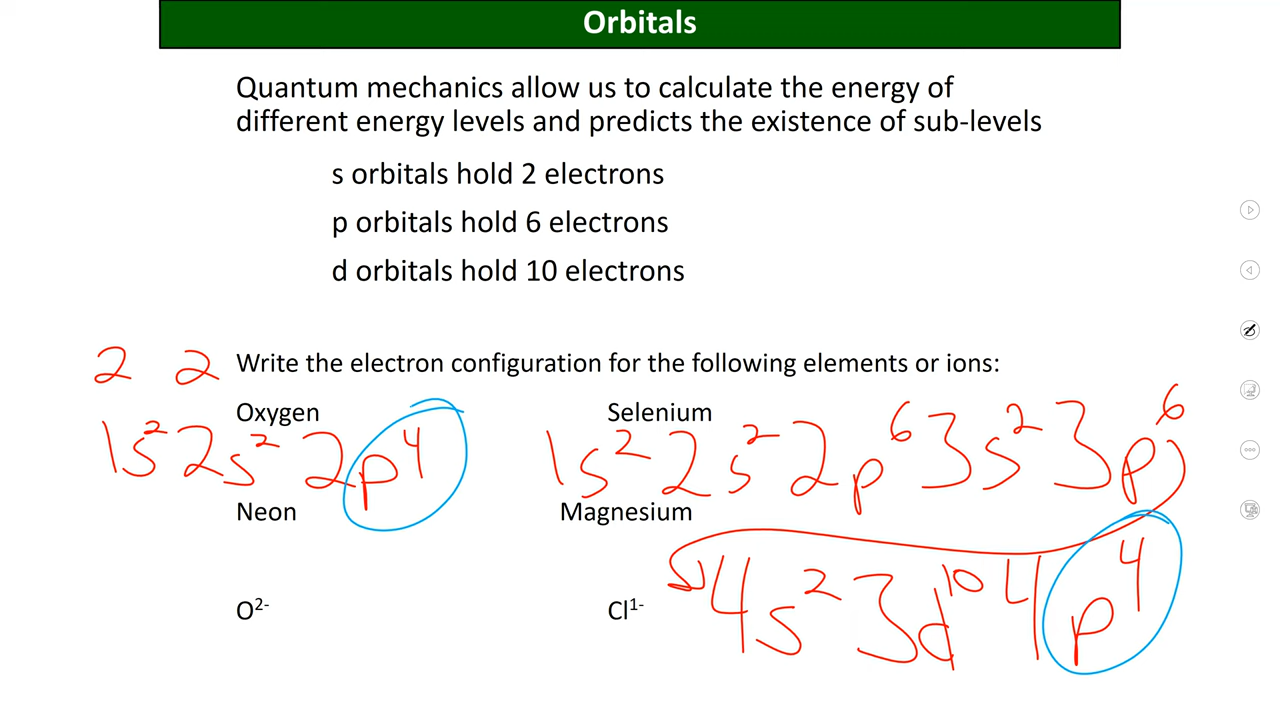 Orbitals
Quantum mechanics allow us to calculate the energy of
different energy levels and predicts the existence of sub-levels
s orbitals hold 2 electrons
p orbitals hold 6 electrons
d orbitals hold 10 electrons
2 2 Write the electron configuration for the following elements or ions:
Oxygen
1s² 2s² 2p⁴
Selenium
1s² 2s² 2p⁶ 3s² 3p⁶
Neon
Magnesium
4s² 3d¹⁰ 4p⁴
O²⁻
Cl¹⁻